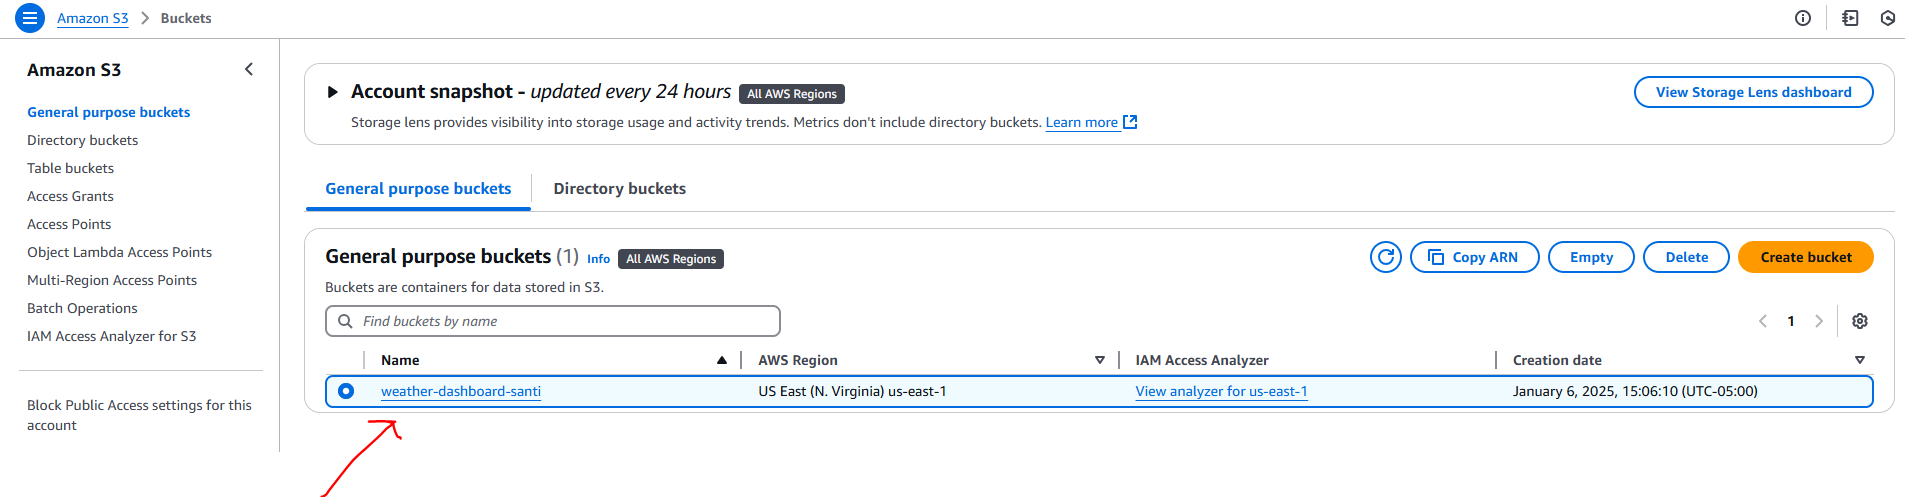 Amazon S3 > Buckets
Amazon S3
General purpose buckets
Directory buckets
Table buckets
Access Grants
Access Points
Object Lambda Access Points
Multi-Region Access Points
Batch Operations
IAM Access Analyzer for S3
Block Public Access settings for this
account
Account snapshot - updated every 24 hours All AWS Regions
View Storage Lens dashboard
Storage lens provides visibility into storage usage and activity trends. Metrics don't include directory buckets. Learn more
General purpose buckets Directory buckets
General purpose buckets (1) Info All AWS Regions
Copy ARN Empty Delete Create bucket
Buckets are containers for data stored in S3.
Find buckets by name
1
Name AWS Region IAM Access Analyzer Creation date
weather-dashboard-santi US East (N. Virginia) us-east-1 View analyzer for us-east-1 January 6, 2025, 15:06:10 (UTC-05:00)